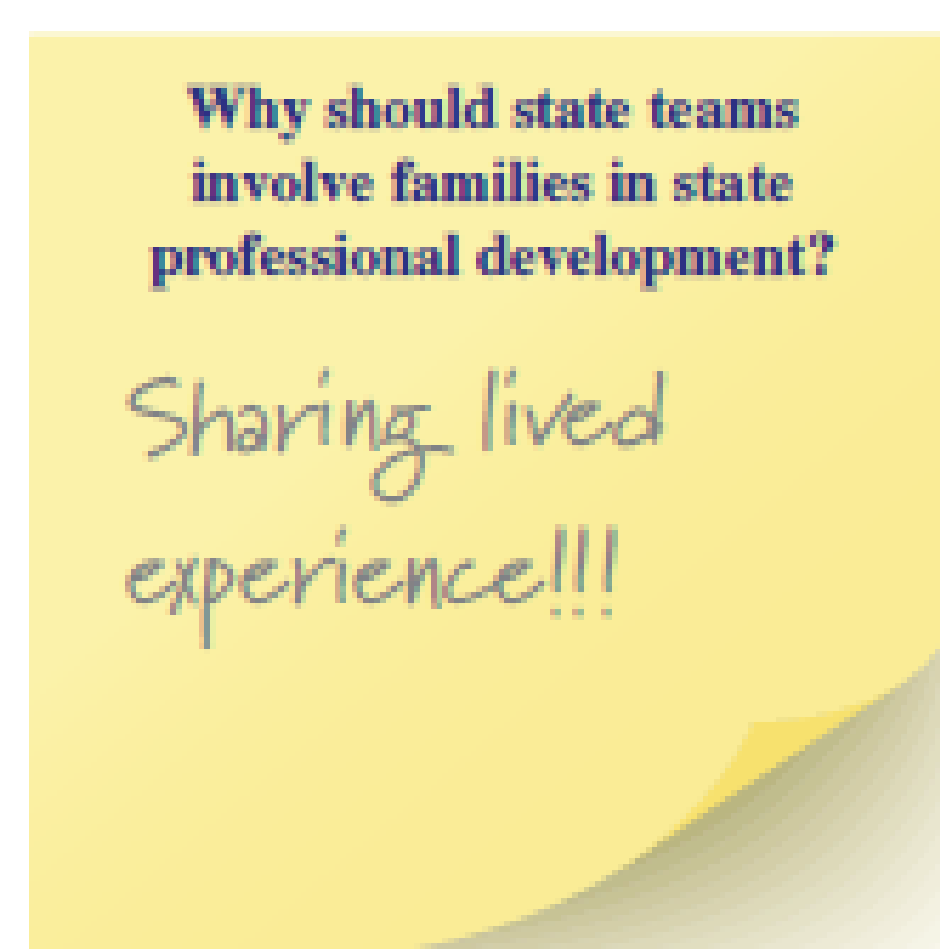 Why should state teams
involve families in state
professional development?
Sharing lived
experience!!!